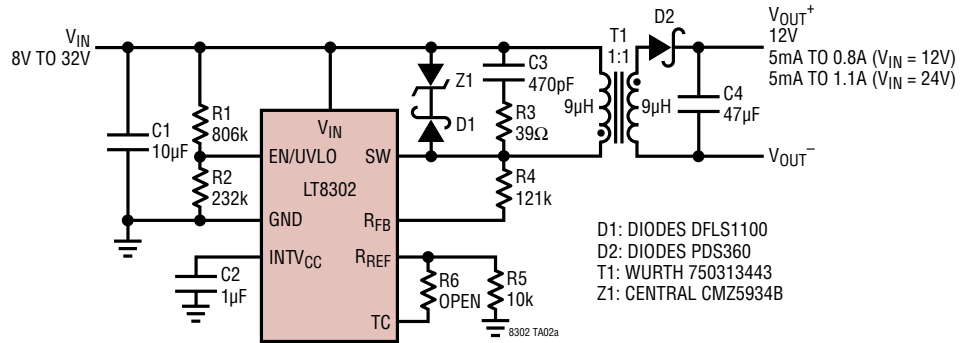 D2
VOUT+
12V
5mA TO 0.8A (VIN = 12V)
5mA TO 1.1A (VIN = 24V)
T1
1:1
VIN
8V TO 32V
C3
470pF
Z1
9µH
9µH
C4
47µF
R1
806k
R3
39Ω
C1
10µF
VIN
D1
EN/UVLO
SW
VOUT–
R2
232k
LT8302
R4
121k
GND
RFB
D1: DIODES DFLS1100
D2: DIODES PDS360
T1: WURTH 750313443
Z1: CENTRAL CMZ5934B
INTVCC
RREF
C2
1µF
R6
OPEN
R5
10k
TC
8302 TA02a